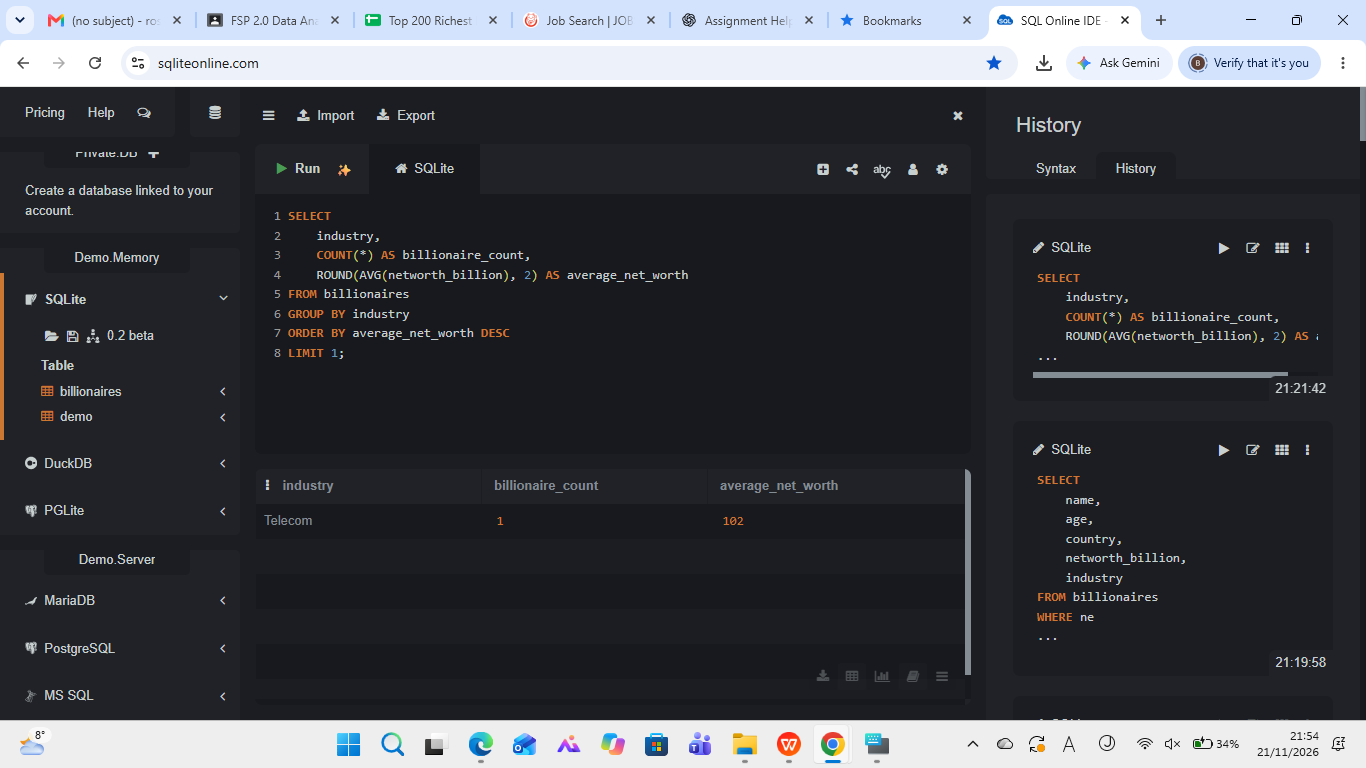 (no subject) - ros
FSP 2.0 Data Ana
Top 200 Richest
Job Search | JOB
Assignment Help
Bookmarks
SQL Online IDE -
sqliteonline.com
Ask Gemini
Verify that it's you
Pricing
Help
Import
Export
Private.DB
Create a database linked to your
account.
Demo.Memory
SQLite
0.2 beta
Table
billionaires
demo
DuckDB
PGLite
Demo.Server
MariaDB
PostgreSQL
MS SQL
Run
SQLite
abc
1 SELECT
2 industry,
3 COUNT(*) AS billionaire_count,
4 ROUND(AVG(networth_billion), 2) AS average_net_worth
5 FROM billionaires
6 GROUP BY industry
7 ORDER BY average_net_worth DESC
8 LIMIT 1;
industry billionaire_count average_net_worth
Telecom 1 102
History
Syntax
History
SQLite
SELECT
industry,
COUNT(*) AS billionaire_count,
ROUND(AVG(networth_billion), 2) AS
...
21:21:42
SQLite
SELECT
name,
age,
country,
networth_billion,
industry
FROM billionaires
WHERE ne
...
21:19:58
8°
34%
21:54
21/11/2026